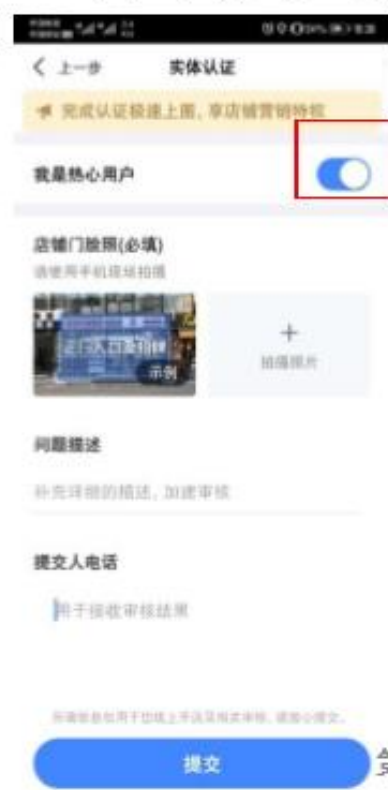 上一步 实体认证
完成认证极速上图,享店铺营销特权
我是热心用户
店铺门脸照(必填)
请使用手机现场拍摄
示例
+
拍摄照片
问题描述
补充详细的描述,加速审核
提交人电话
用于接收审核结果
提交